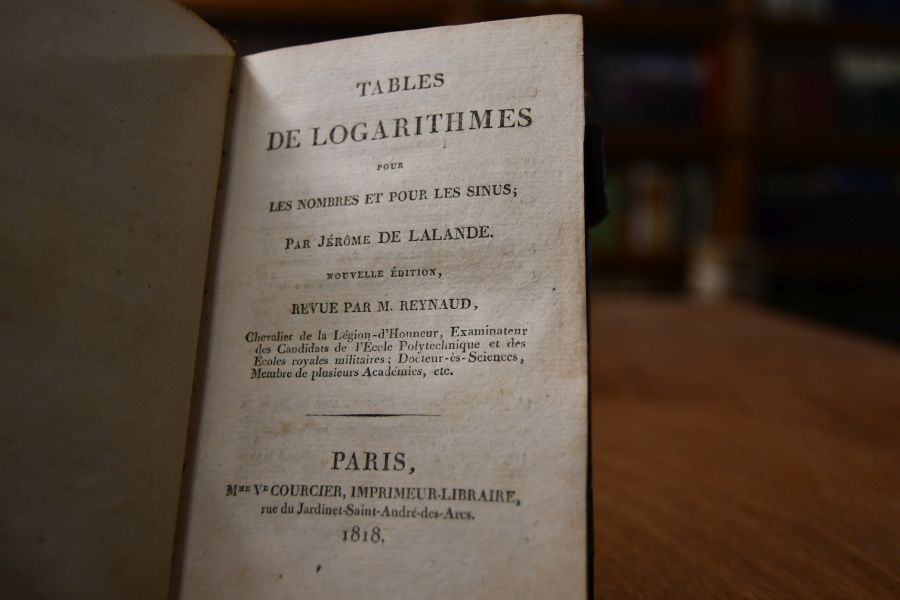 TABLES
DE LOGARITHMES
POUR
LES NOMBRES ET POUR LES SINUS;
PAR JÉRÔME DE LALANDE.
NOUVELLE ÉDITION,
REVUE PAR M. REYNAUD,
Chevalier de la Légion-d'Honneur, Examinateur
des Candidats de l'École Polytechnique et des
Écoles royales militaires; Docteur-ès-Sciences,
Membre de plusieurs Académies, etc.
PARIS,
MME VE COURCIER, IMPRIMEUR-LIBRAIRE,
rue du Jardinet-Saint-André-des-Arcs.
1818.